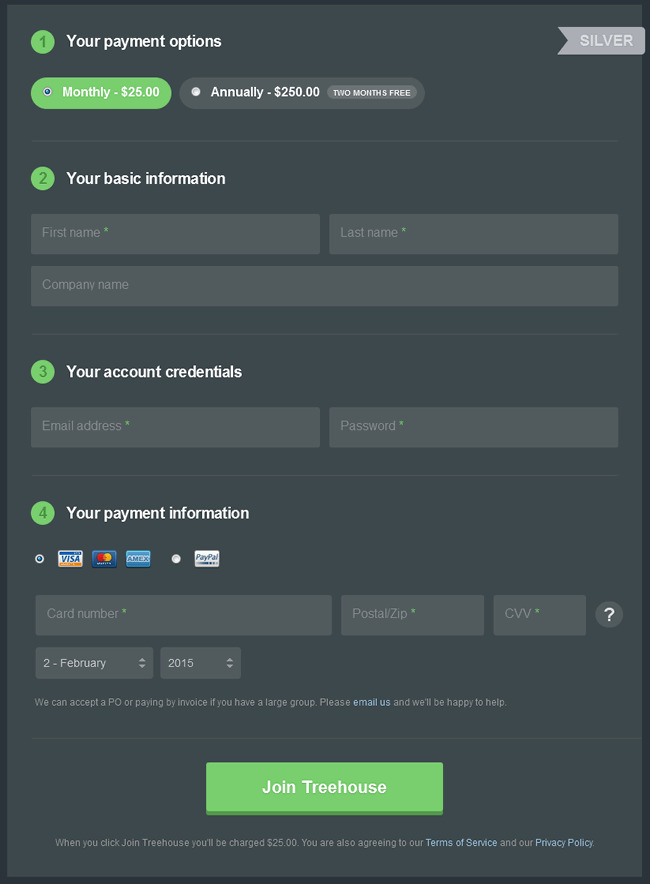 1 Your payment options
SILVER
Monthly - $25.00
Annually - $250.00 TWO MONTHS FREE
2 Your basic information
First name * Last name *
Company name
3 Your account credentials
Email address * Password *
4 Your payment information
VISA AMEX PayPal
Card number * Postal/Zip * CVV * ?
2 - February 2015
We can accept a PO or paying by invoice if you have a large group. Please email us and we'll be happy to help.
Join Treehouse
When you click Join Treehouse you'll be charged $25.00. You are also agreeing to our Terms of Service and our Privacy Policy.